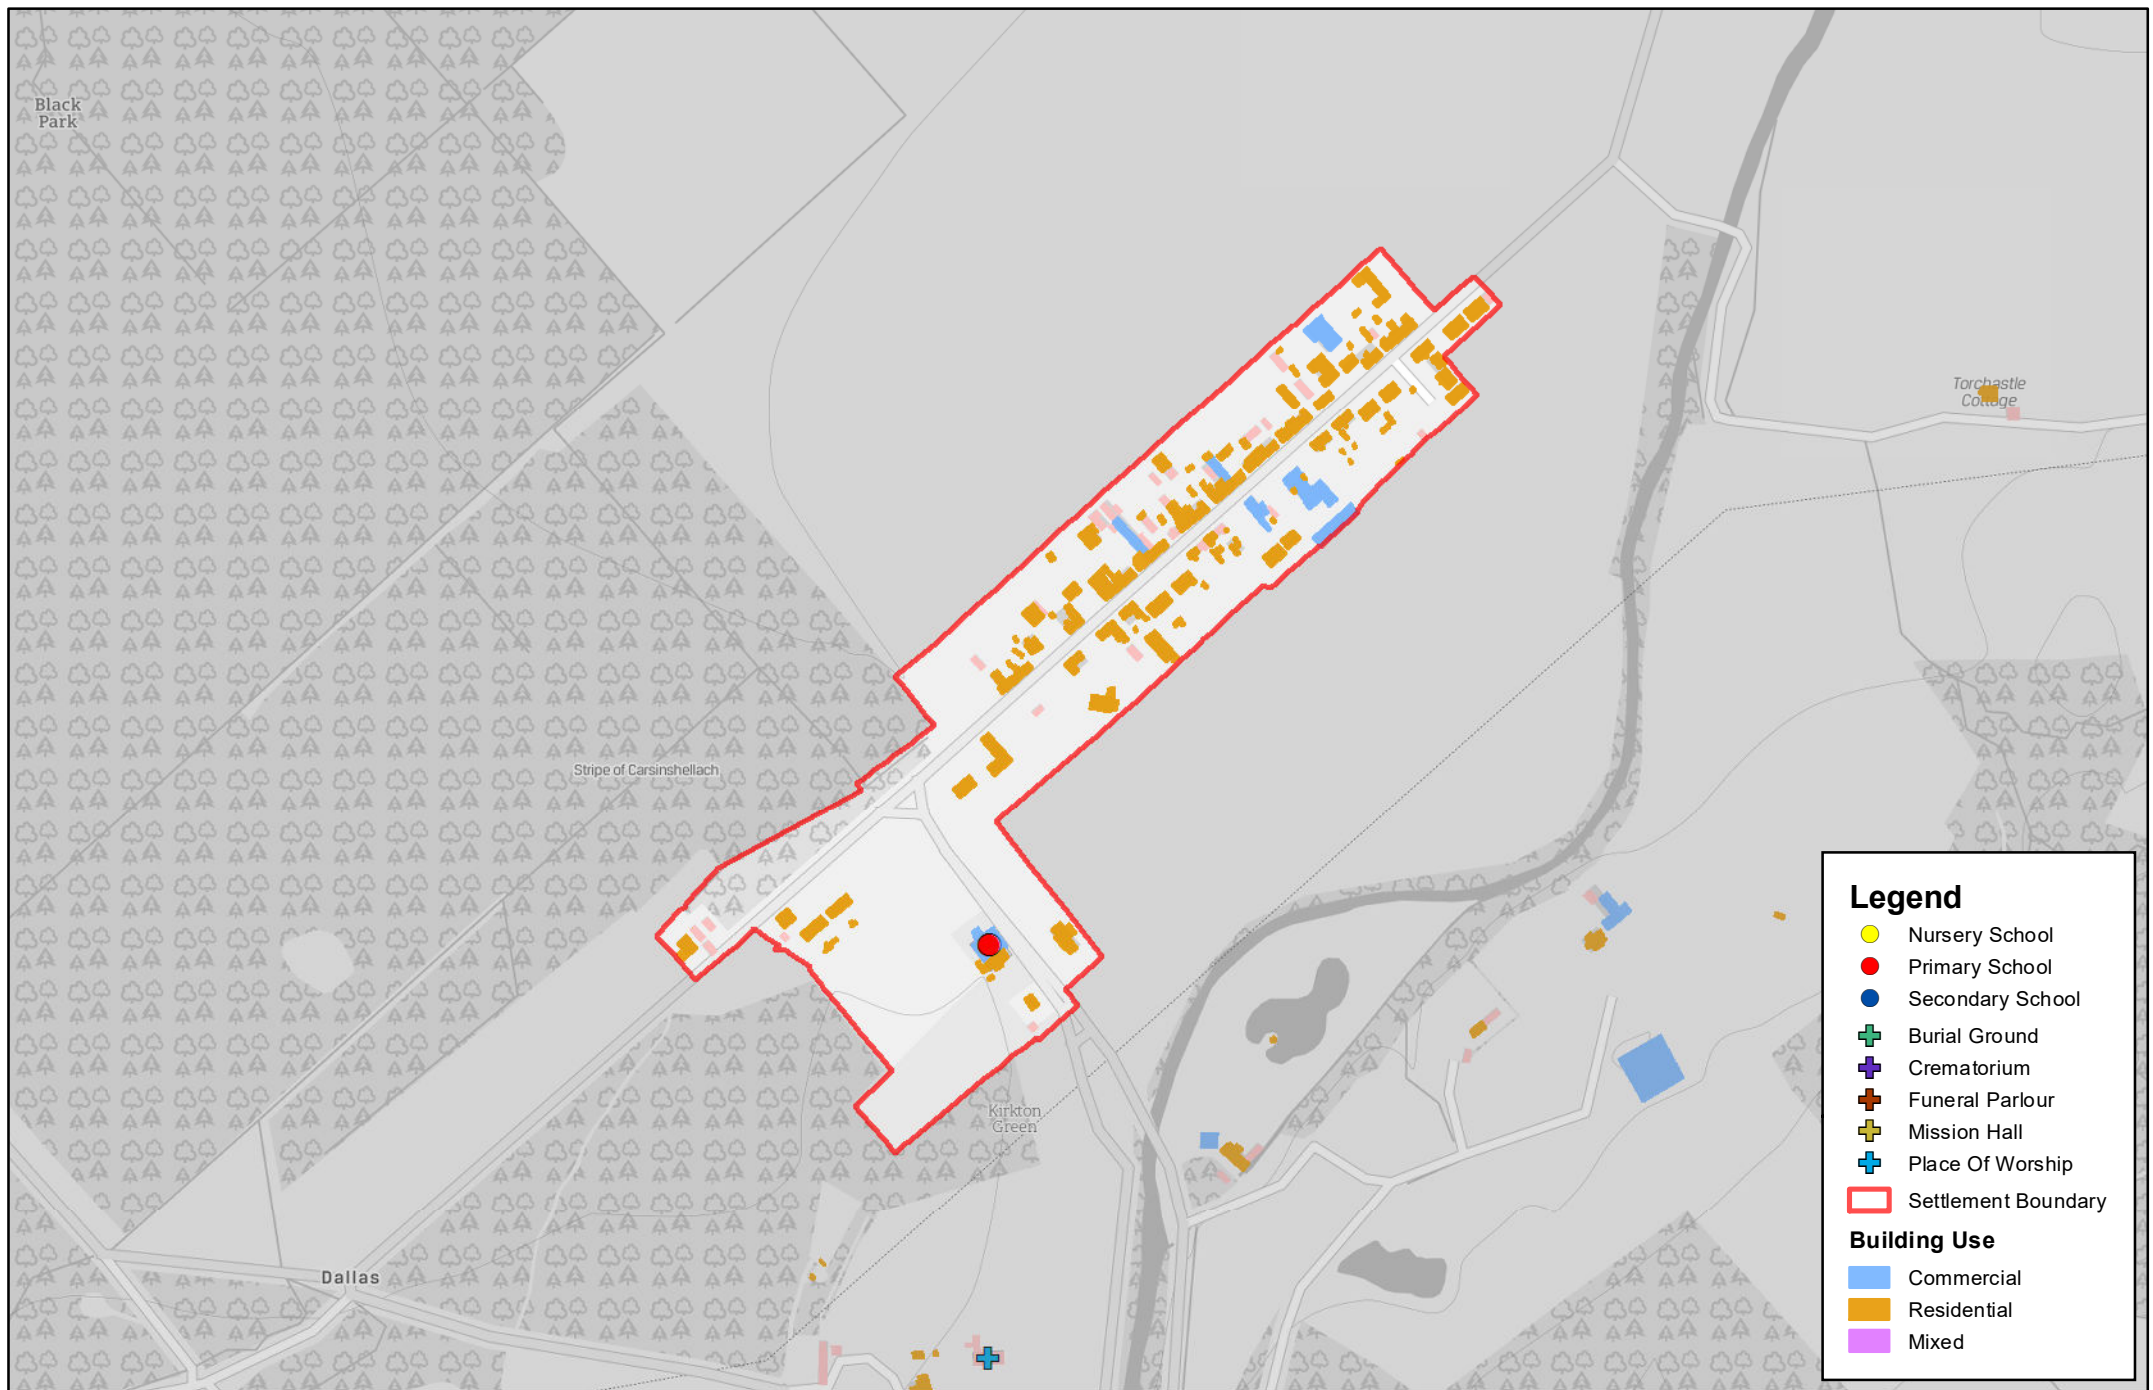 Black
Park
Torchastle
Cottage
Stripe of Carsinshellach
Kirkton
Green
Dallas
Legend
Nursery School
Primary School
Secondary School
Burial Ground
Crematorium
Funeral Parlour
Mission Hall
Place Of Worship
Settlement Boundary
Building Use
Commercial
Residential
Mixed